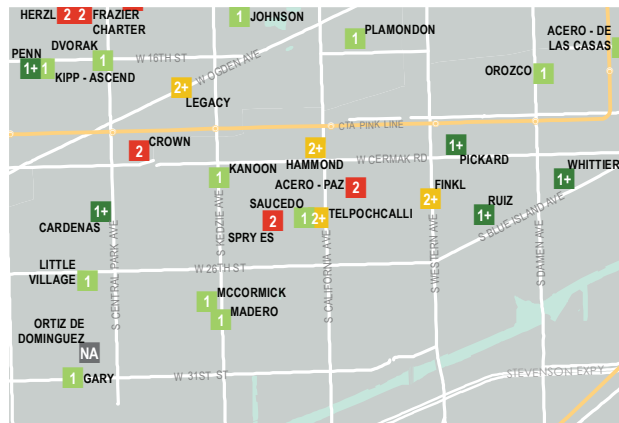 HERZL 2 2 FRAZIER
CHARTER
1 JOHNSON
PLAMONDON
1
ACERO - DE
LAS CASAS
DVORAK
1
W 16TH ST
PENN
1+ 1
KIPP - ASCEND
W OGDEN AVE
2+
LEGACY
OROZCO 1
CTA PINK LINE
CROWN
2
2+
HAMMOND
W CERMAK RD
1+
PICKARD
WHITTIER
1+
1 KANOON
ACERO - PAZ 2
FINKL
2+
RUIZ
1+
SAUCEDO
2
SPRY ES
1 2+ TELPOCHCALLI
1+
CARDENAS
S BLUE ISLAND AVE
S CENTRAL PARK AVE
S KEDZIE AVE
S CALIFORNIA AVE
S WESTERN AVE
S DAMEN AVE
W 26TH ST
LITTLE
VILLAGE 1
1 MCCORMICK
1 MADERO
ORTIZ DE
DOMINGUEZ
NA
1 GARY
W 31ST ST
STEVENSON EXPY